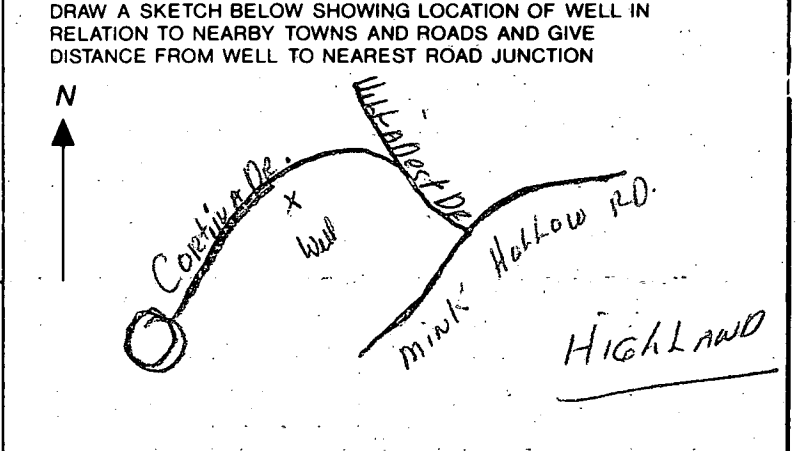 DRAW A SKETCH BELOW SHOWING LOCATION OF WELL IN
RELATION TO NEARBY TOWNS AND ROADS AND GIVE
DISTANCE FROM WELL TO NEAREST ROAD JUNCTION
N
Cortina Dr.
x
Well
Dr
MINK Hollow RD.
HIGHLAND